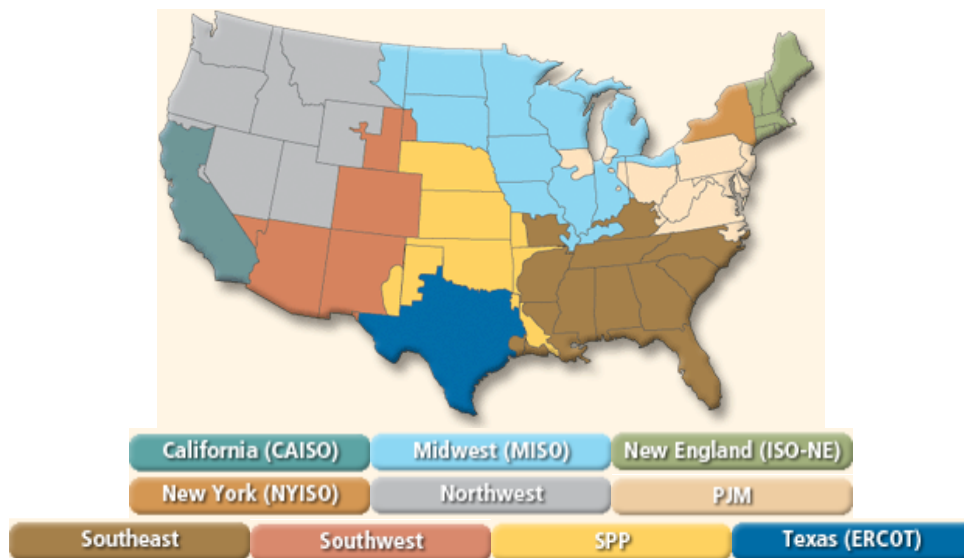 California (CAISO) Midwest (MISO) New England (ISO-NE)
New York (NYISO) Northwest PJM
Southeast Southwest SPP Texas (ERCOT)